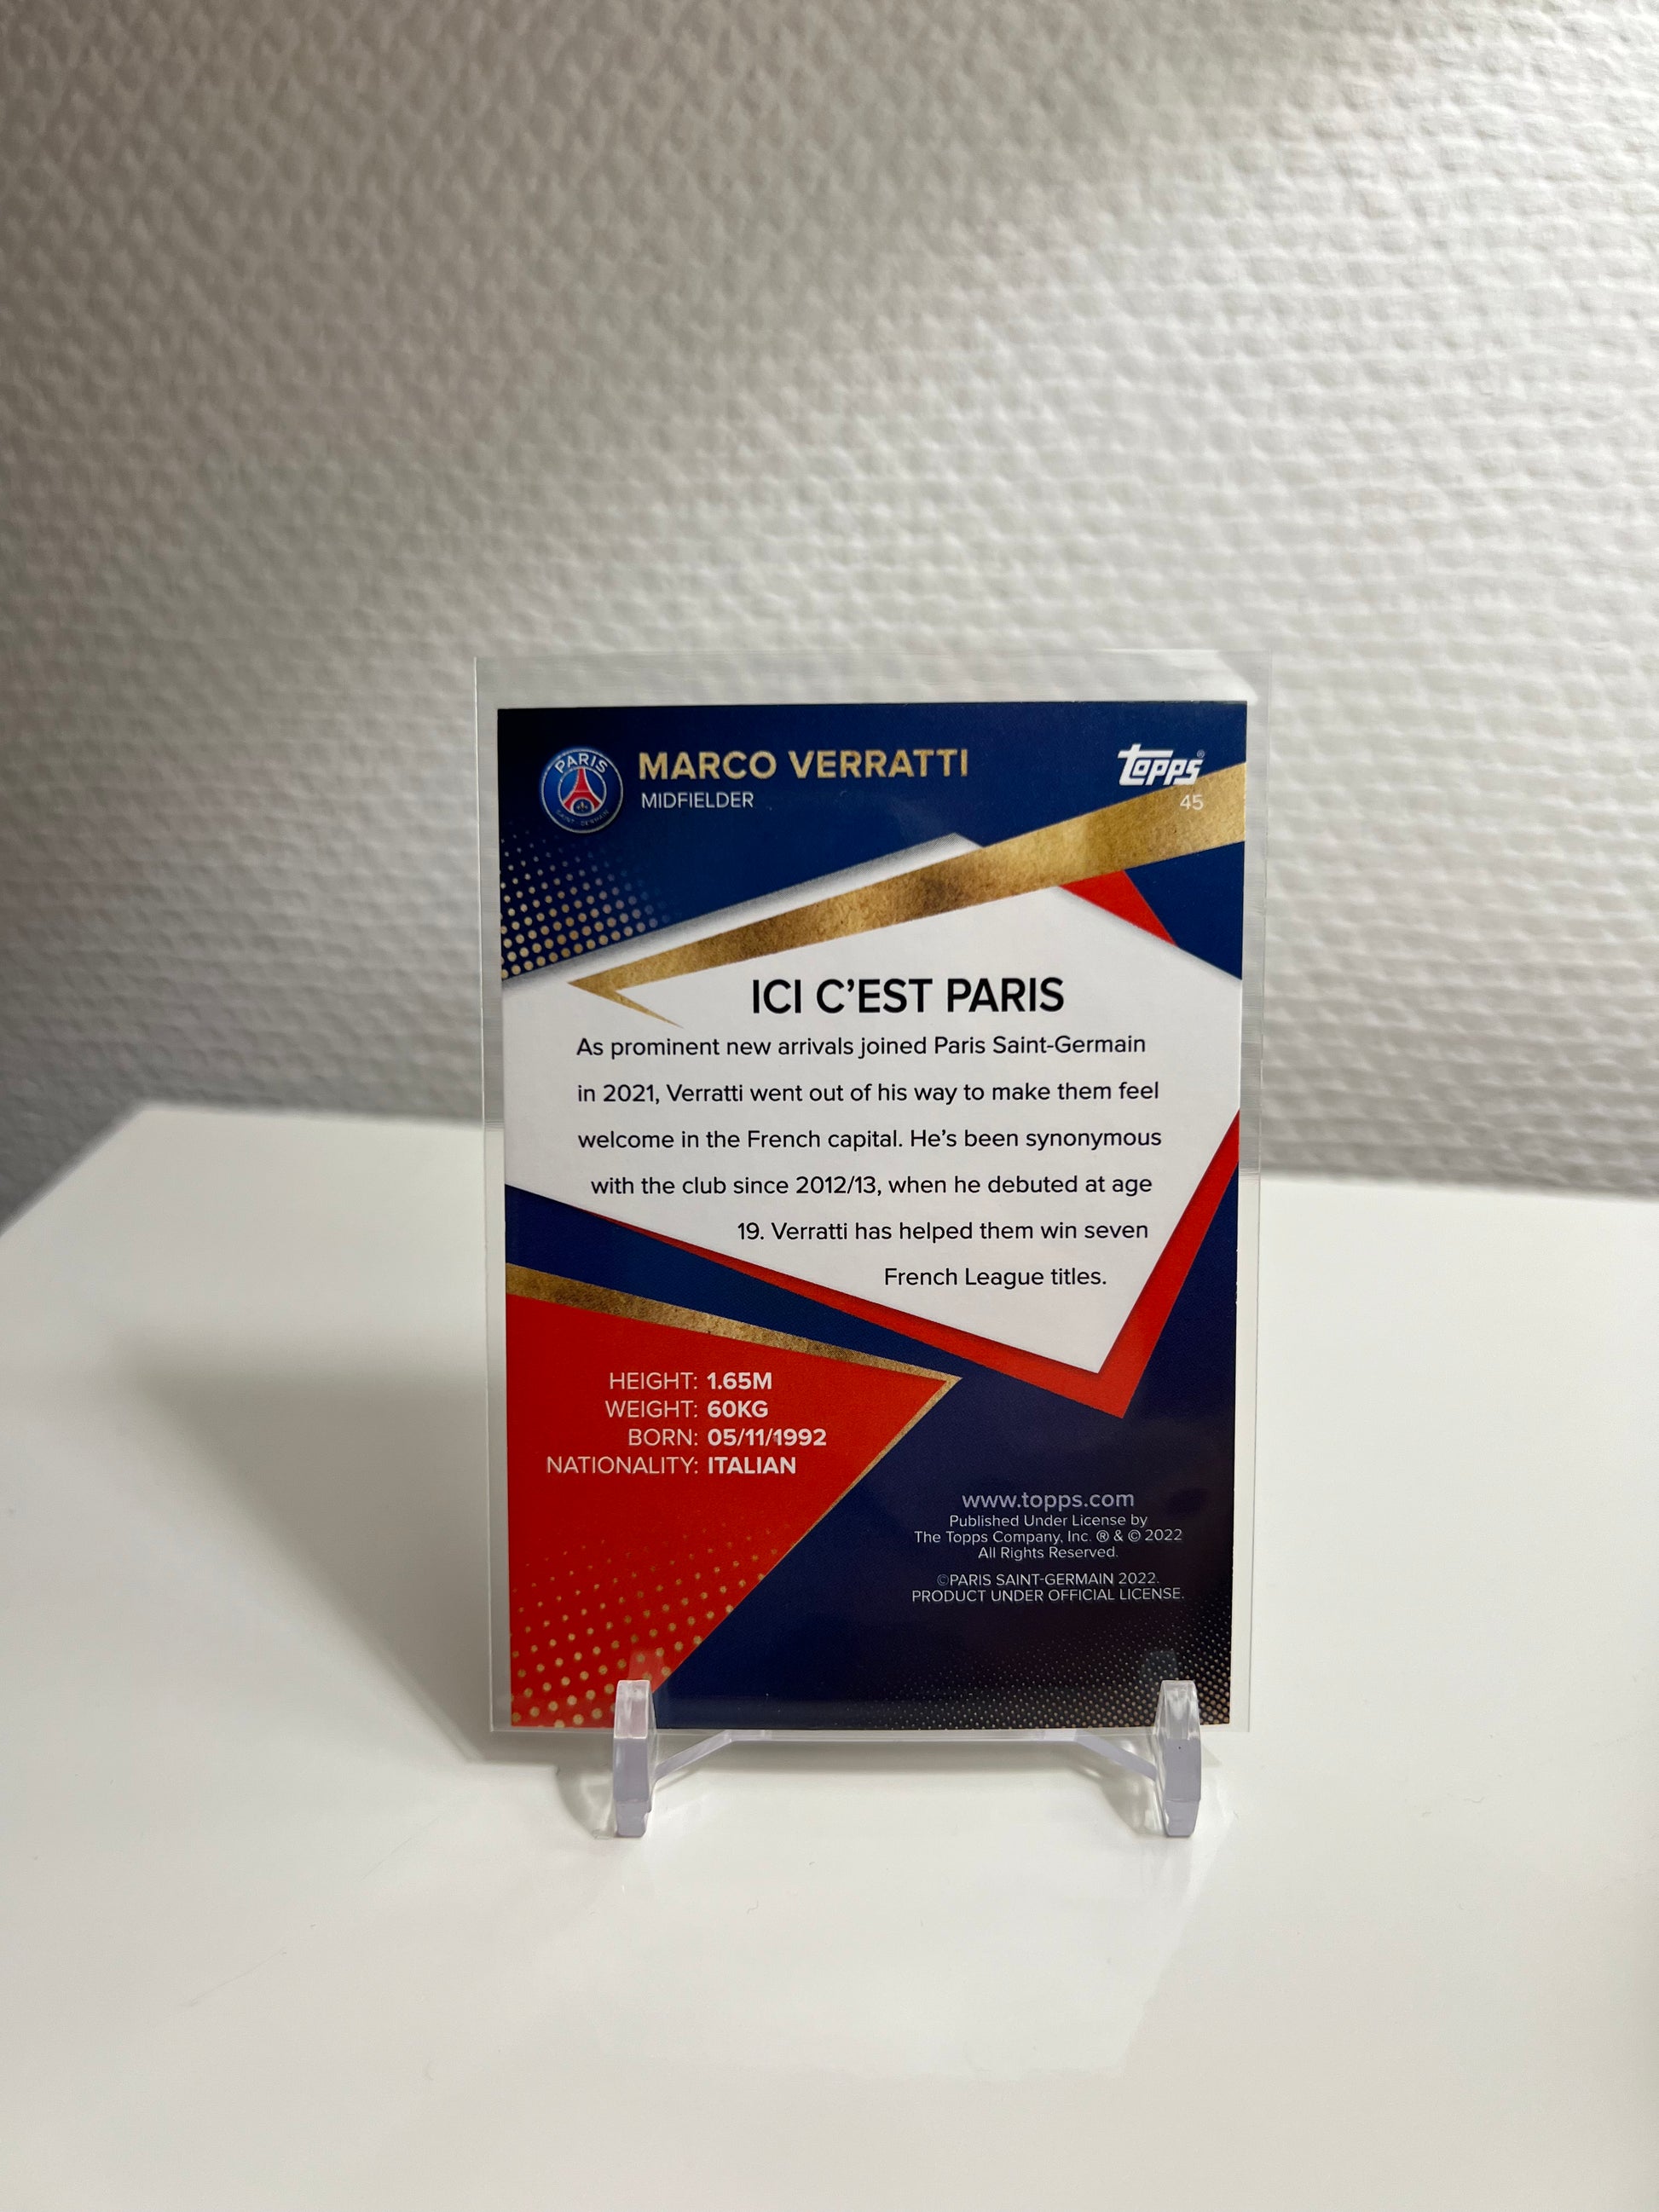 PARIS
SAINT-GERMAIN
MARCO VERRATTI
MIDFIELDER
topps®
45
ICI C'EST PARIS
As prominent new arrivals joined Paris Saint-Germain
in 2021, Verratti went out of his way to make them feel
welcome in the French capital. He's been synonymous
with the club since 2012/13, when he debuted at age
19. Verratti has helped them win seven
French League titles.
HEIGHT: 1.65M
WEIGHT: 60KG
BORN: 05/11/1992
NATIONALITY: ITALIAN
www.topps.com
Published Under License by
The Topps Company, Inc. ® & © 2022
All Rights Reserved.
©PARIS SAINT-GERMAIN 2022.
PRODUCT UNDER OFFICIAL LICENSE.